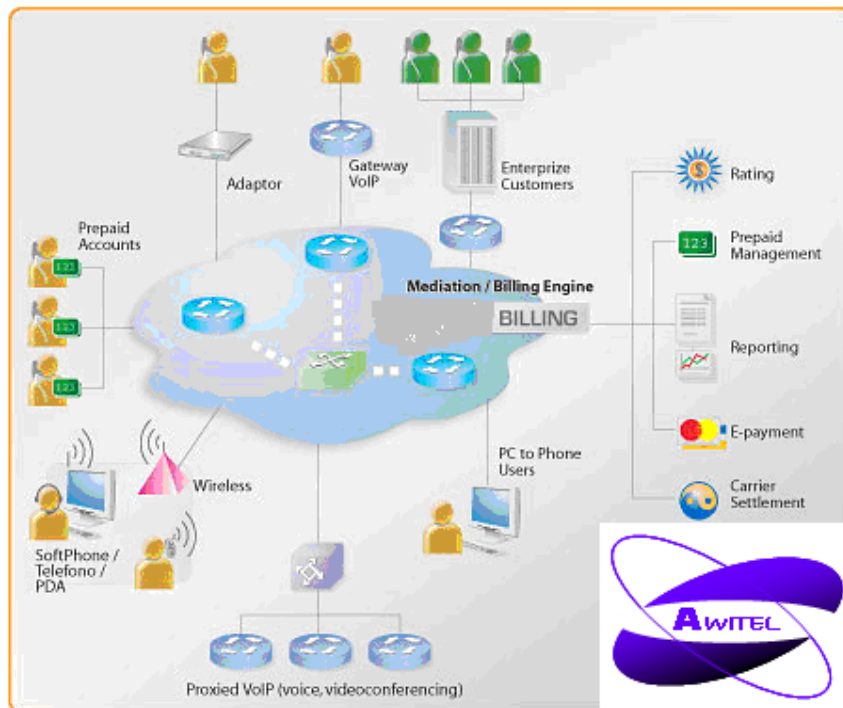 Adaptor
Gateway
VoIP
Enterprize
Customers
Rating
Prepaid
Accounts
123
123
123
123
Prepaid
Management
Mediation / Billing Engine
BILLING
Reporting
E-payment
PC to Phone
Users
Wireless
Carrier
Settlement
SoftPhone /
Telefono /
PDA
AWITEL
Proxied VoIP (voice, videoconferencing)